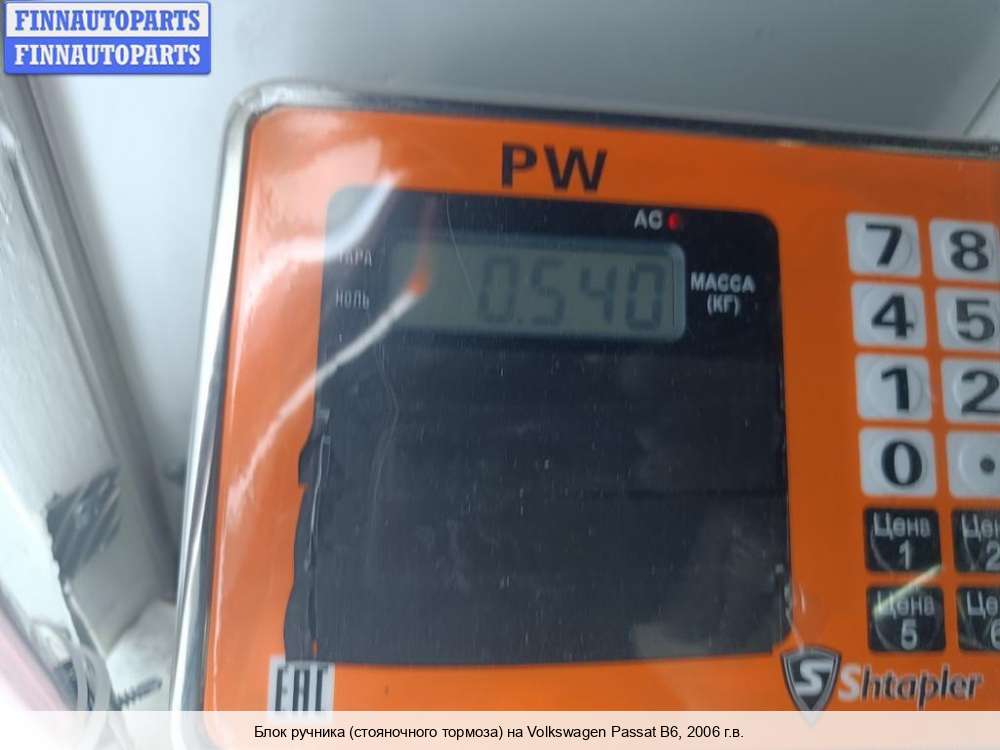 FINNAUTOPARTS
FINNAUTOPARTS
PW
AC
ТАРА
НОЛЬ
0.540
МАССА
(КГ)
7 8
4 5
1 2
0 .
Цена
1
2
Цена
5
EAC
S Shtapler
Блок ручника (стояночного тормоза) на Volkswagen Passat B6, 2006 г.в.